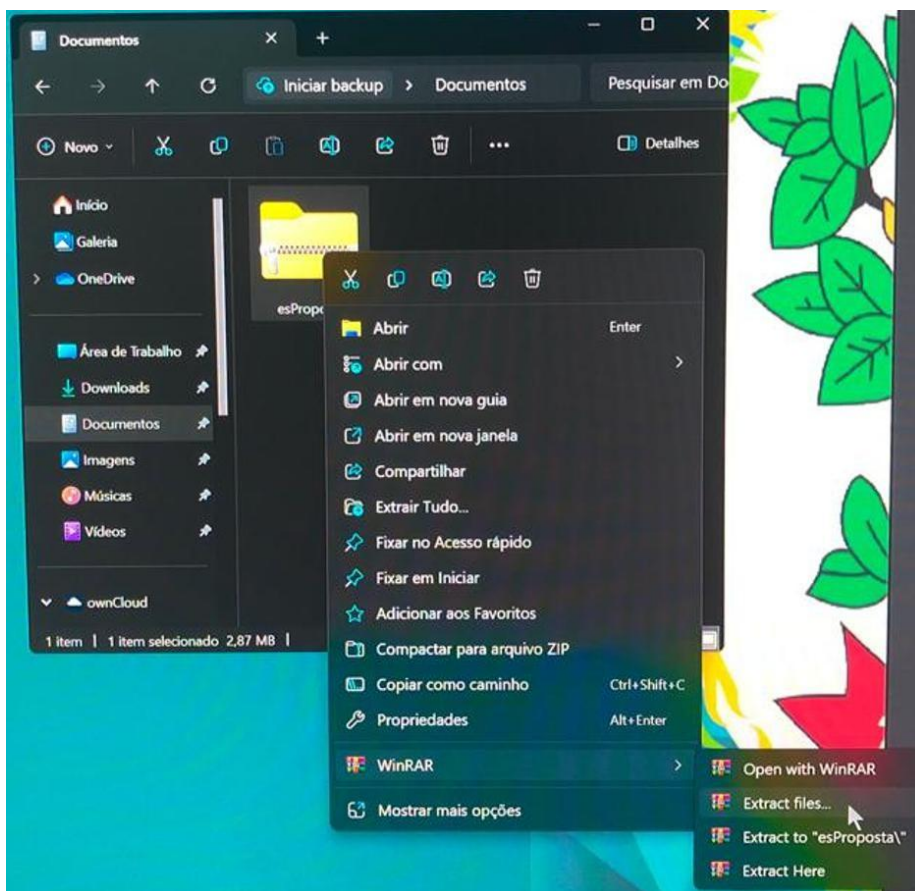 Documentos
Iniciar backup > Documentos
Pesquisar em Do
Novo
Detalhes
Início
Galeria
OneDrive
Área de Trabalho
Downloads
Documentos
Imagens
Músicas
Vídeos
ownCloud
1 item | 1 item selecionado 2,87 MB |
esPropo
Abrir Enter
Abrir com
Abrir em nova guia
Abrir em nova janela
Compartilhar
Extrair Tudo...
Fixar no Acesso rápido
Fixar em Iniciar
Adicionar aos Favoritos
Compactar para arquivo ZIP
Copiar como caminho Ctrl+Shift+C
Propriedades Alt+Enter
WinRAR
Mostrar mais opções
Open with WinRAR
Extract files...
Extract to "esProposta\"
Extract Here